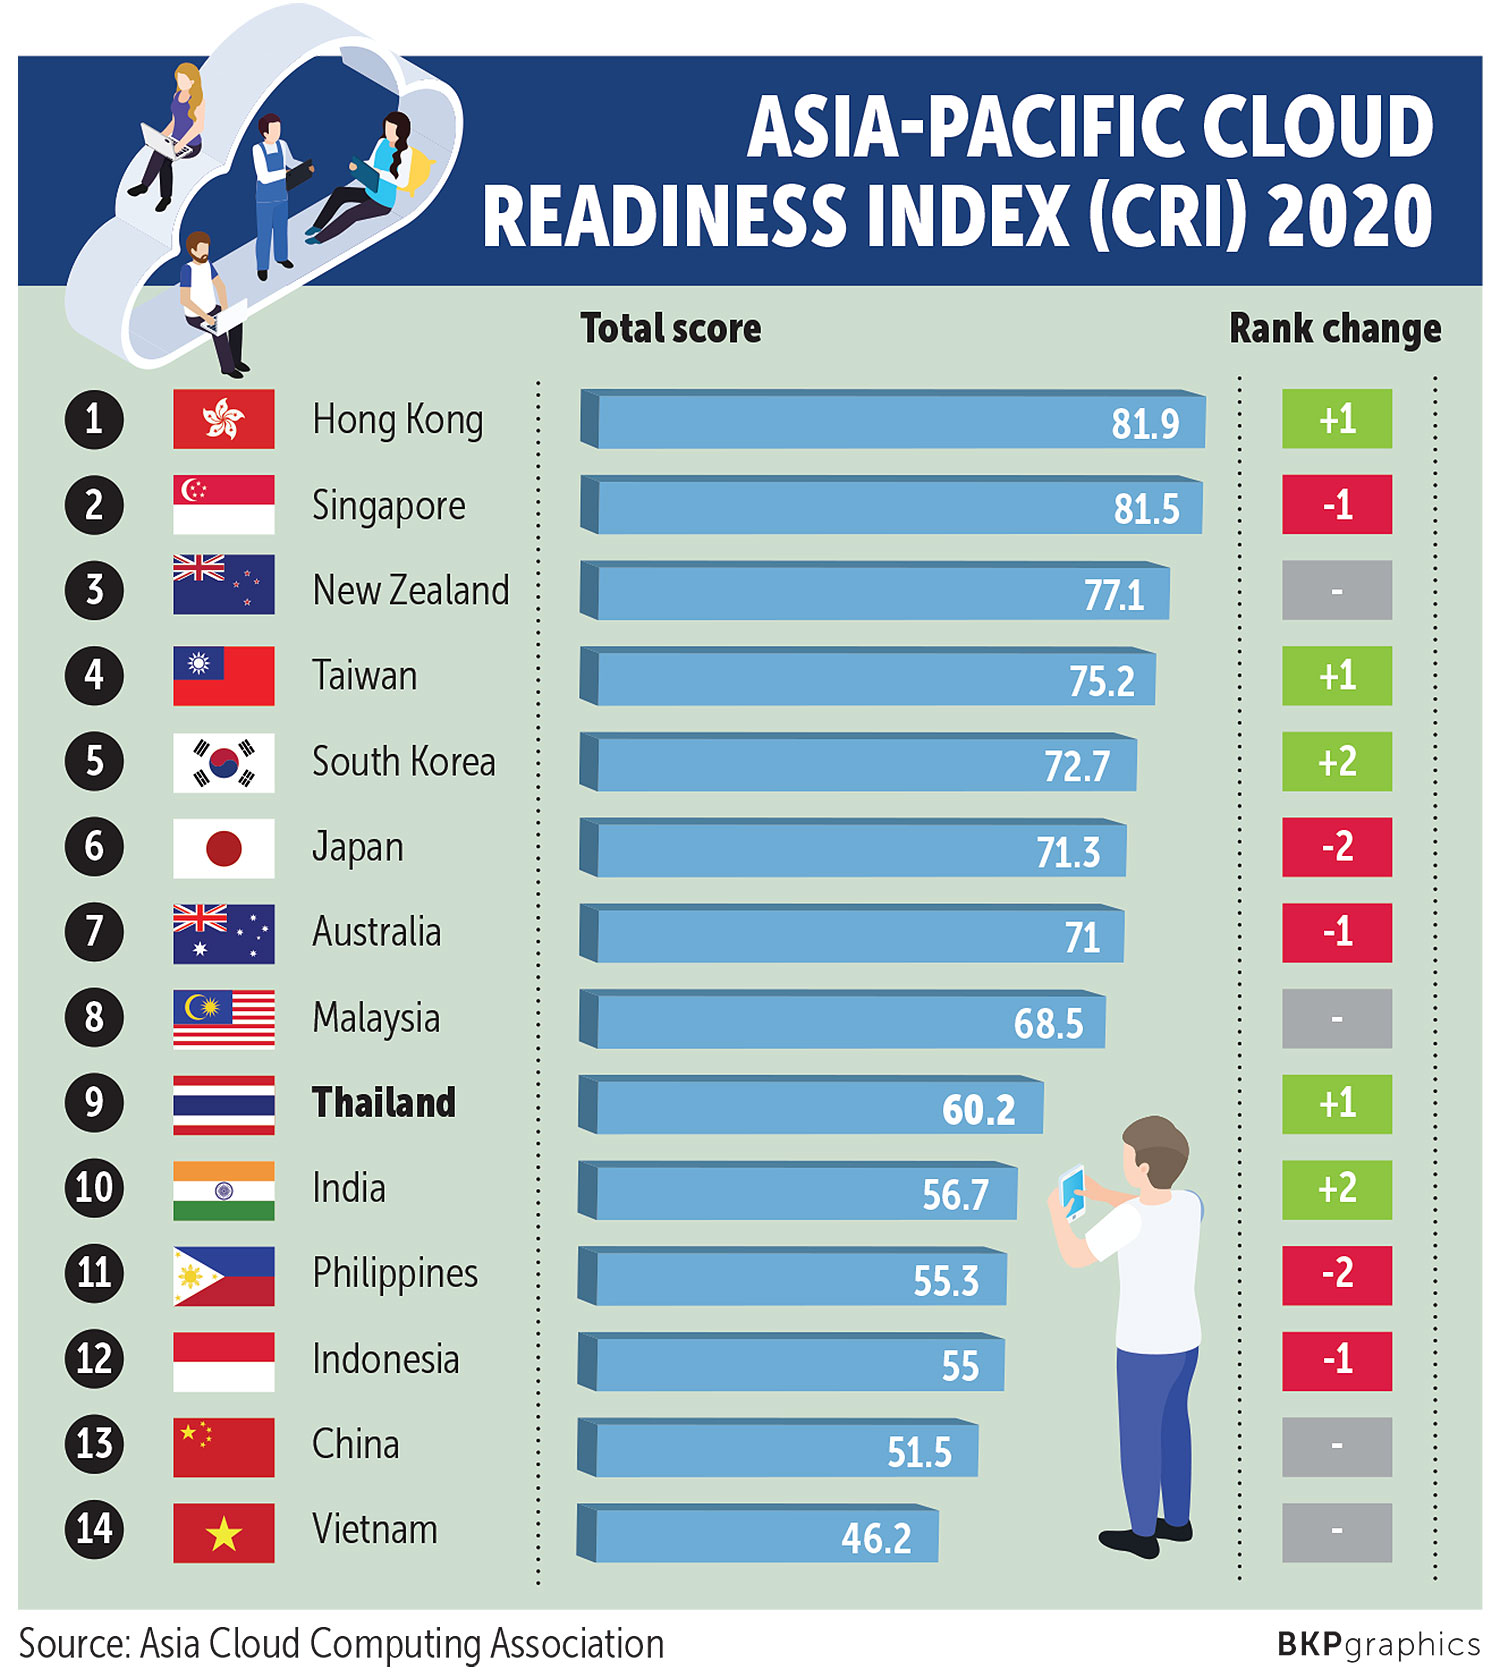 ASIA-PACIFIC CLOUD
READINESS INDEX (CRI) 2020
Total score Rank change
1 Hong Kong 81.9 +1
2 Singapore 81.5 -1
3 New Zealand 77.1 -
4 Taiwan 75.2 +1
5 South Korea 72.7 +2
6 Japan 71.3 -2
7 Australia 71 -1
8 Malaysia 68.5 -
9 Thailand 60.2 +1
10 India 56.7 +2
11 Philippines 55.3 -2
12 Indonesia 55 -1
13 China 51.5 -
14 Vietnam 46.2 -
Source: Asia Cloud Computing Association BKPgraphics